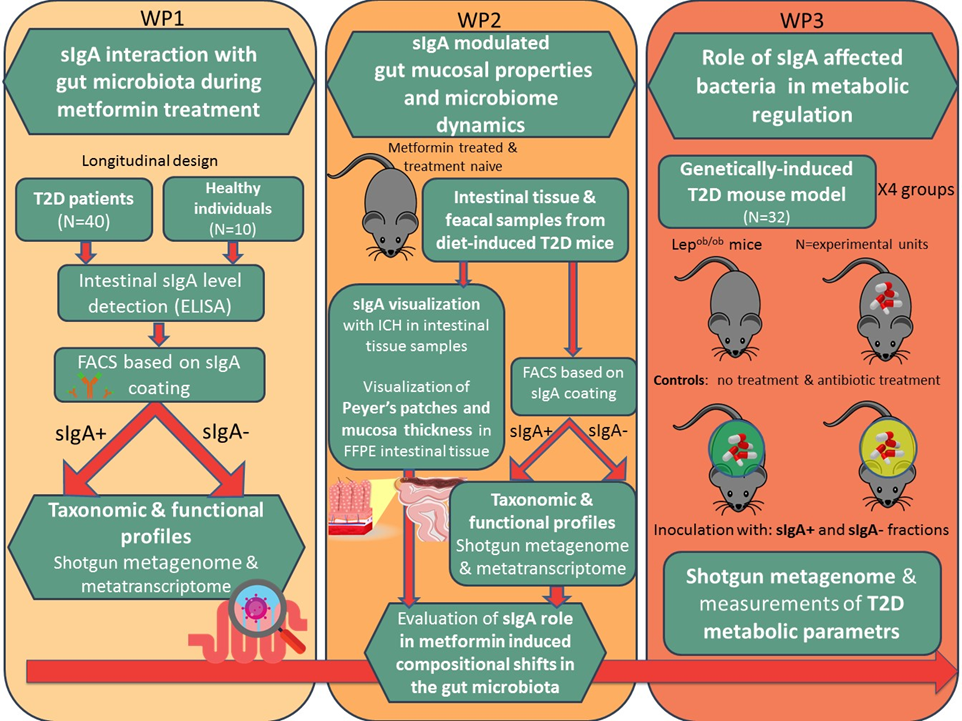 WP1
sIgA interaction with
gut microbiota during
metformin treatment
Longitudinal design
T2D patients
(N=40)
Healthy
individuals
(N=10)
Intestinal sIgA level
detection (ELISA)
FACS based on sIgA
coating
sIgA+
sIgA-
Taxonomic & functional
profiles
Shotgun metagenome &
metatranscriptome
WP2
sIgA modulated
gut mucosal properties
and microbiome
dynamics
Metformin treated &
treatment naive
Intestinal tissue &
feacal samples from
diet-induced T2D mice
sIgA visualization
with ICH in intestinal
tissue samples
Visualization of
Peyer's patches and
mucosa thickness in
FFPE intestinal tissue
FACS based on
sIgA coating
sIgA+
sIgA-
Taxonomic &
functional profiles
Shotgun metagenome
& metatranscriptome
Evaluation of sIgA role
in metformin induced
compositional shifts in
the gut microbiota
WP3
Role of sIgA affected
bacteria in metabolic
regulation
Genetically-induced
T2D mouse model
(N=32)
X4 groups
Lepob/ob mice
N=experimental units
Controls: no treatment & antibiotic treatment
Inoculation with: sIgA+ and sIgA- fractions
Shotgun metagenome &
measurements of T2D
metabolic parametrs